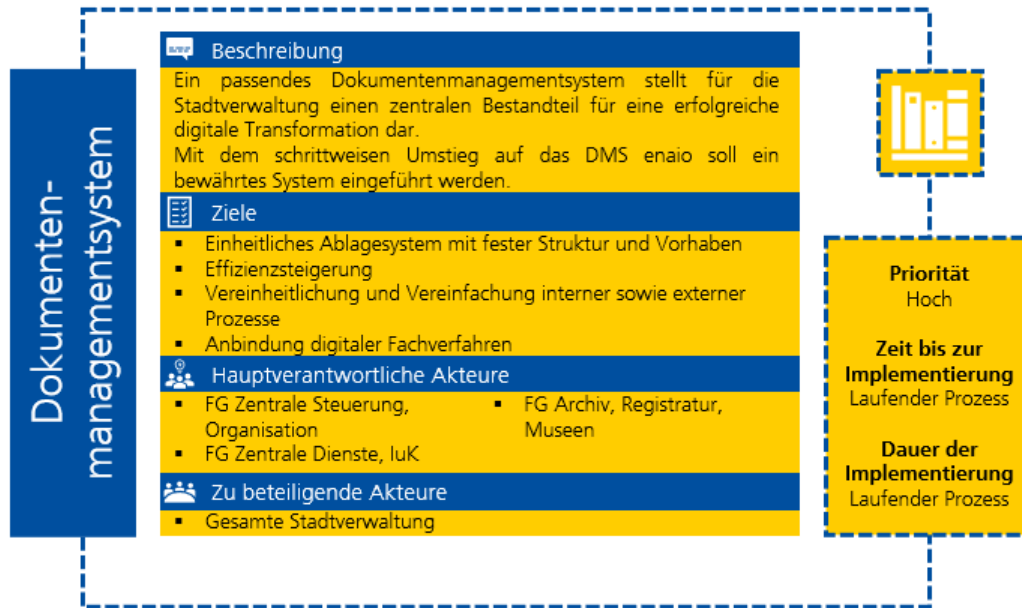 Dokumenten-
managementsystem
Beschreibung
Ein passendes Dokumentenmanagementsystem stellt für die
Stadtverwaltung einen zentralen Bestandteil für eine erfolgreiche
digitale Transformation dar.
Mit dem schrittweisen Umstieg auf das DMS enaio soll ein
bewährtes System eingeführt werden.
Ziele
▪ Einheitliches Ablagesystem mit fester Struktur und Vorhaben
▪ Effizienzsteigerung
▪ Vereinheitlichung und Vereinfachung interner sowie externer
Prozesse
▪ Anbindung digitaler Fachverfahren
Hauptverantwortliche Akteure
▪ FG Zentrale Steuerung,
Organisation
▪ FG Zentrale Dienste, IuK
▪ FG Archiv, Registratur,
Museen
Zu beteiligende Akteure
▪ Gesamte Stadtverwaltung
Priorität
Hoch
Zeit bis zur
Implementierung
Laufender Prozess
Dauer der
Implementierung
Laufender Prozess